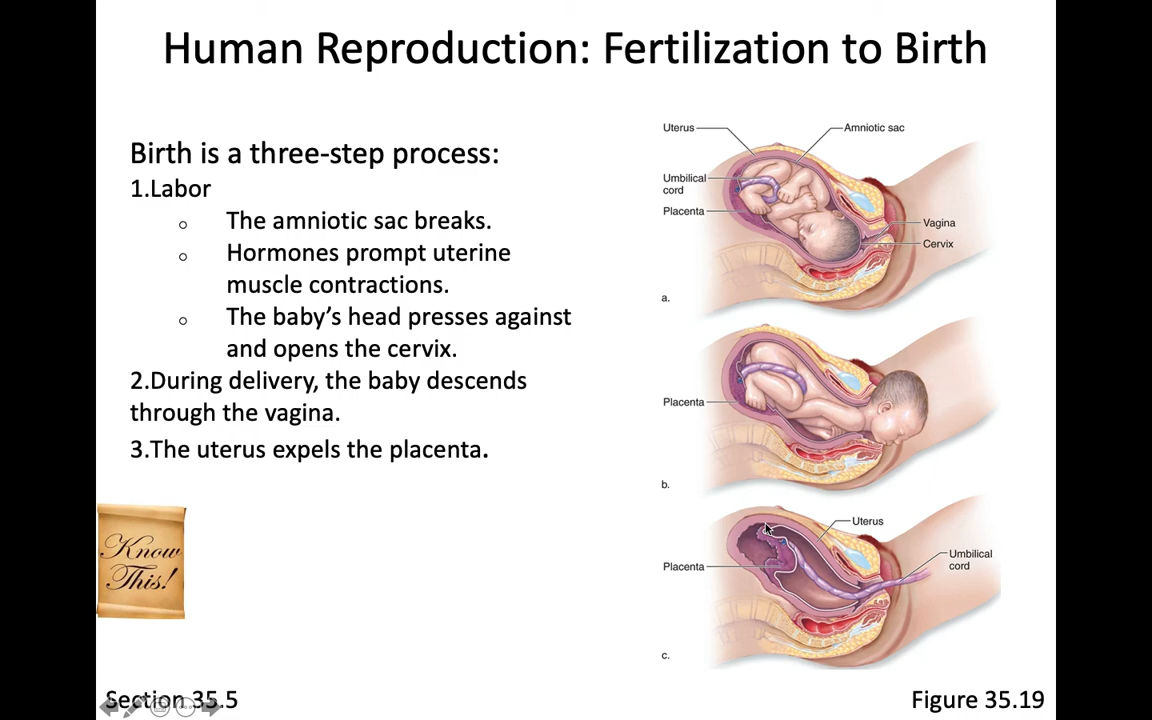 Human Reproduction: Fertilization to Birth
Birth is a three-step process:
1.Labor
o The amniotic sac breaks.
o Hormones prompt uterine
muscle contractions.
o The baby’s head presses against
and opens the cervix.
2.During delivery, the baby descends
through the vagina.
3.The uterus expels the placenta.
Know
This!
Uterus
Amniotic sac
Umbilical
cord
Placenta
Vagina
Cervix
a.
Placenta
b.
Uterus
Placenta
Umbilical
cord
c.
Section 35.5
Figure 35.19